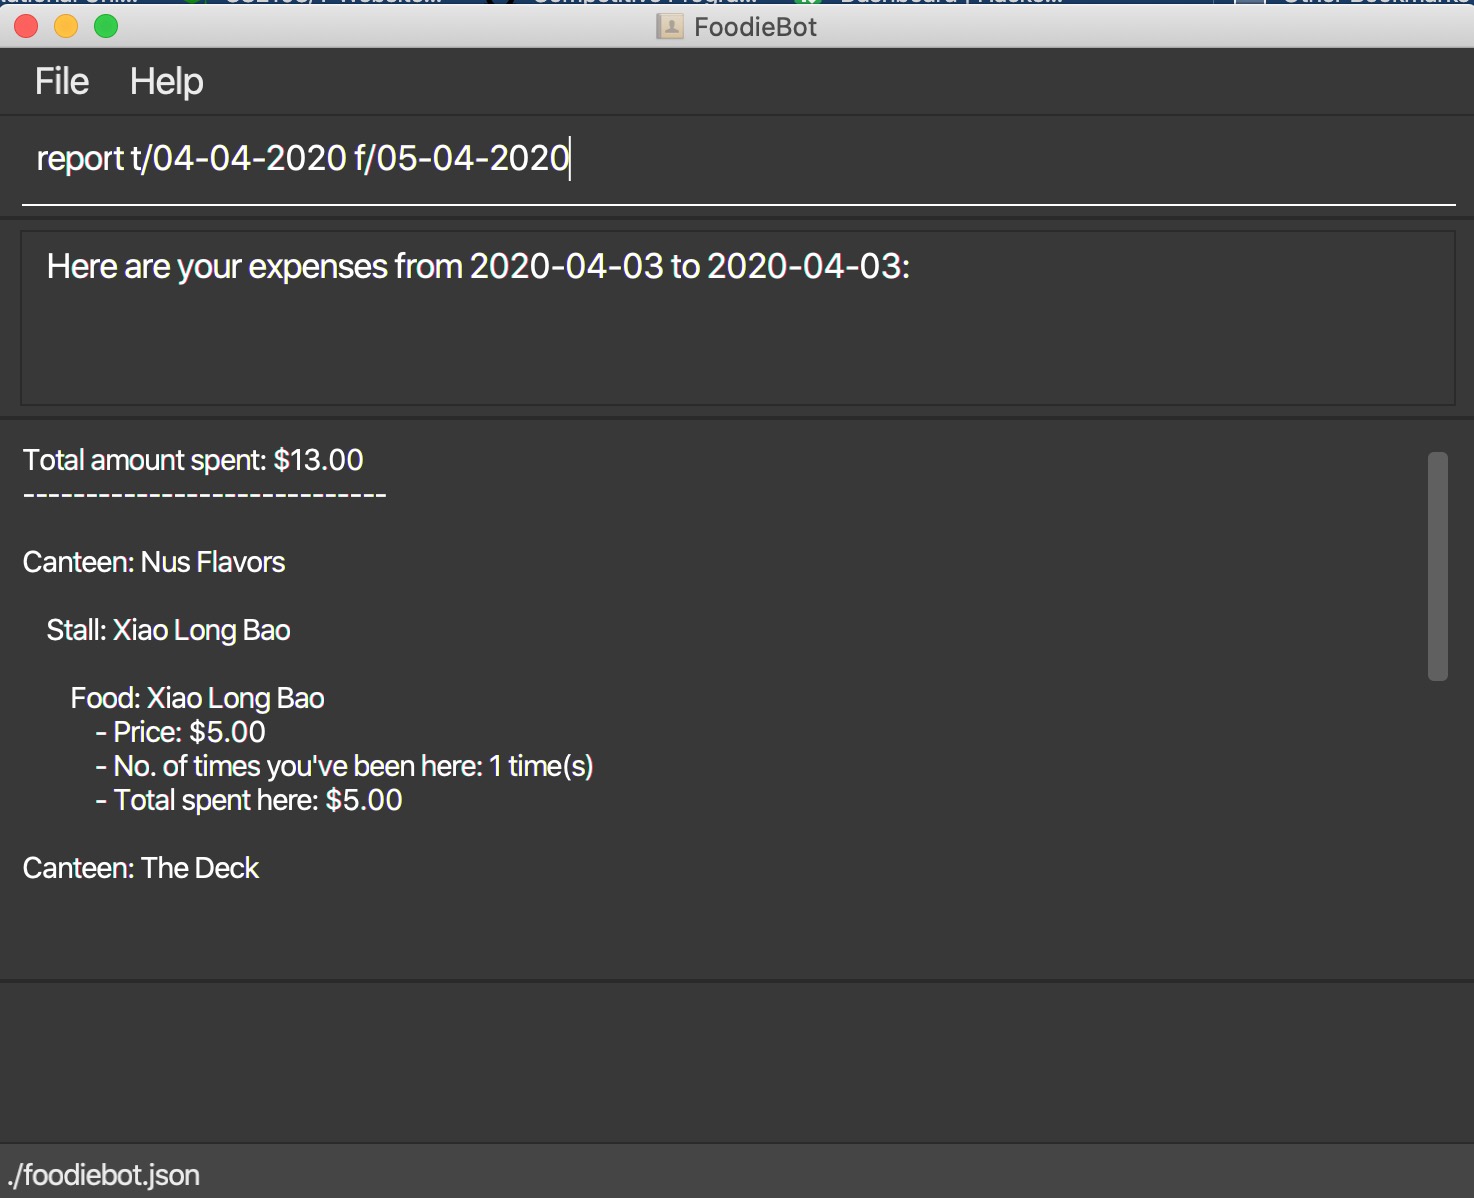 FoodieBot
File Help
report t/04-04-2020 f/05-04-2020
Here are your expenses from 2020-04-03 to 2020-04-03:
Total amount spent: $13.00
-----------------------------
Canteen: Nus Flavors
Stall: Xiao Long Bao
Food: Xiao Long Bao
- Price: $5.00
- No. of times you've been here: 1 time(s)
- Total spent here: $5.00
Canteen: The Deck
./foodiebot.json